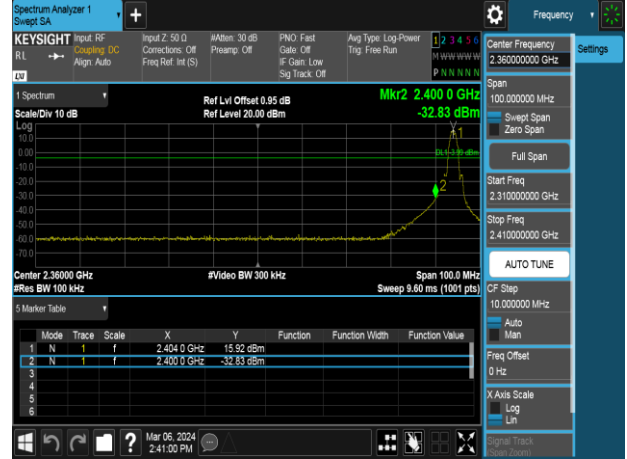 Spectrum Analyzer 1
Swept SA
Frequency
KEYSIGHT
Input: RF
Coupling: DC
Align: Auto
Input Z: 50 Ω
Corrections: Off
Freq Ref: Int (S)
#Atten: 30 dB
Preamp: Off
PNO: Fast
Gate: Off
IF Gain: Low
Sig Track: Off
Avg Type: Log-Power
Trig: Free Run
1 2 3 4 5 6
M W W W W W
P N N N N N
RL
LXI
1 Spectrum
Scale/Div 10 dB
Ref Lvl Offset 0.95 dB
Ref Level 20.00 dBm
Mkr2 2.400 0 GHz
-32.83 dBm
Log
10.0
0.00
-10.0
-20.0
-30.0
-40.0
-50.0
-60.0
-70.0
1
DL1 -3.99 dBm
2
Center 2.36000 GHz
#Res BW 100 kHz
#Video BW 300 kHz
Span 100.0 MHz
Sweep 9.60 ms (1001 pts)
5 Marker Table
Mode Trace Scale X Y Function Function Width Function Value
1 N 1 f 2.404 0 GHz 15.92 dBm
2 N 1 f 2.400 0 GHz -32.83 dBm
3
4
5
6
?
Mar 06, 2024
2:41:00 PM
Center Frequency
2.360000000 GHz
Settings
Span
100.000000 MHz
Swept Span
Zero Span
Full Span
Start Freq
2.310000000 GHz
Stop Freq
2.410000000 GHz
AUTO TUNE
CF Step
10.000000 MHz
Auto
Man
Freq Offset
0 Hz
X Axis Scale
Log
Lin
Signal Track
(Span Zoom)